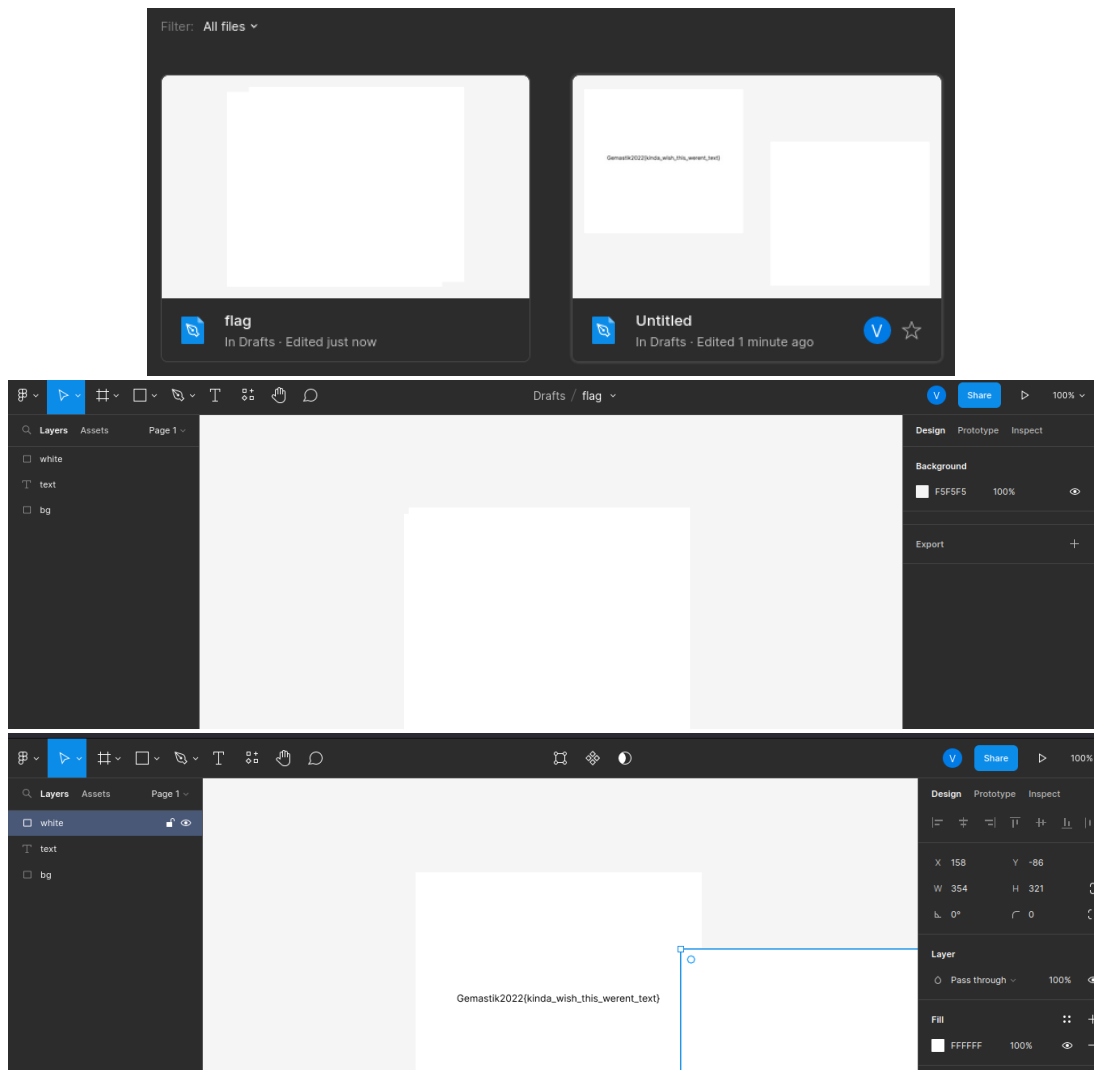 Filter: All files
Gemastik2022{kinda_wish_this_werent_text}
flag
In Drafts · Edited just now
Untitled
In Drafts · Edited 1 minute ago
V
Drafts / flag
V
Share
100%
Layers
Assets
Page 1
white
text
bg
Design
Prototype
Inspect
Background
F5F5F5
100%
Export
V
Share
100%
Layers
Assets
Page 1
white
text
bg
Gemastik2022{kinda_wish_this_werent_text}
Design
Prototype
Inspect
X 158 Y -86
W 354 H 321
0° 0
Layer
Pass through 100%
Fill
FFFFFF 100%